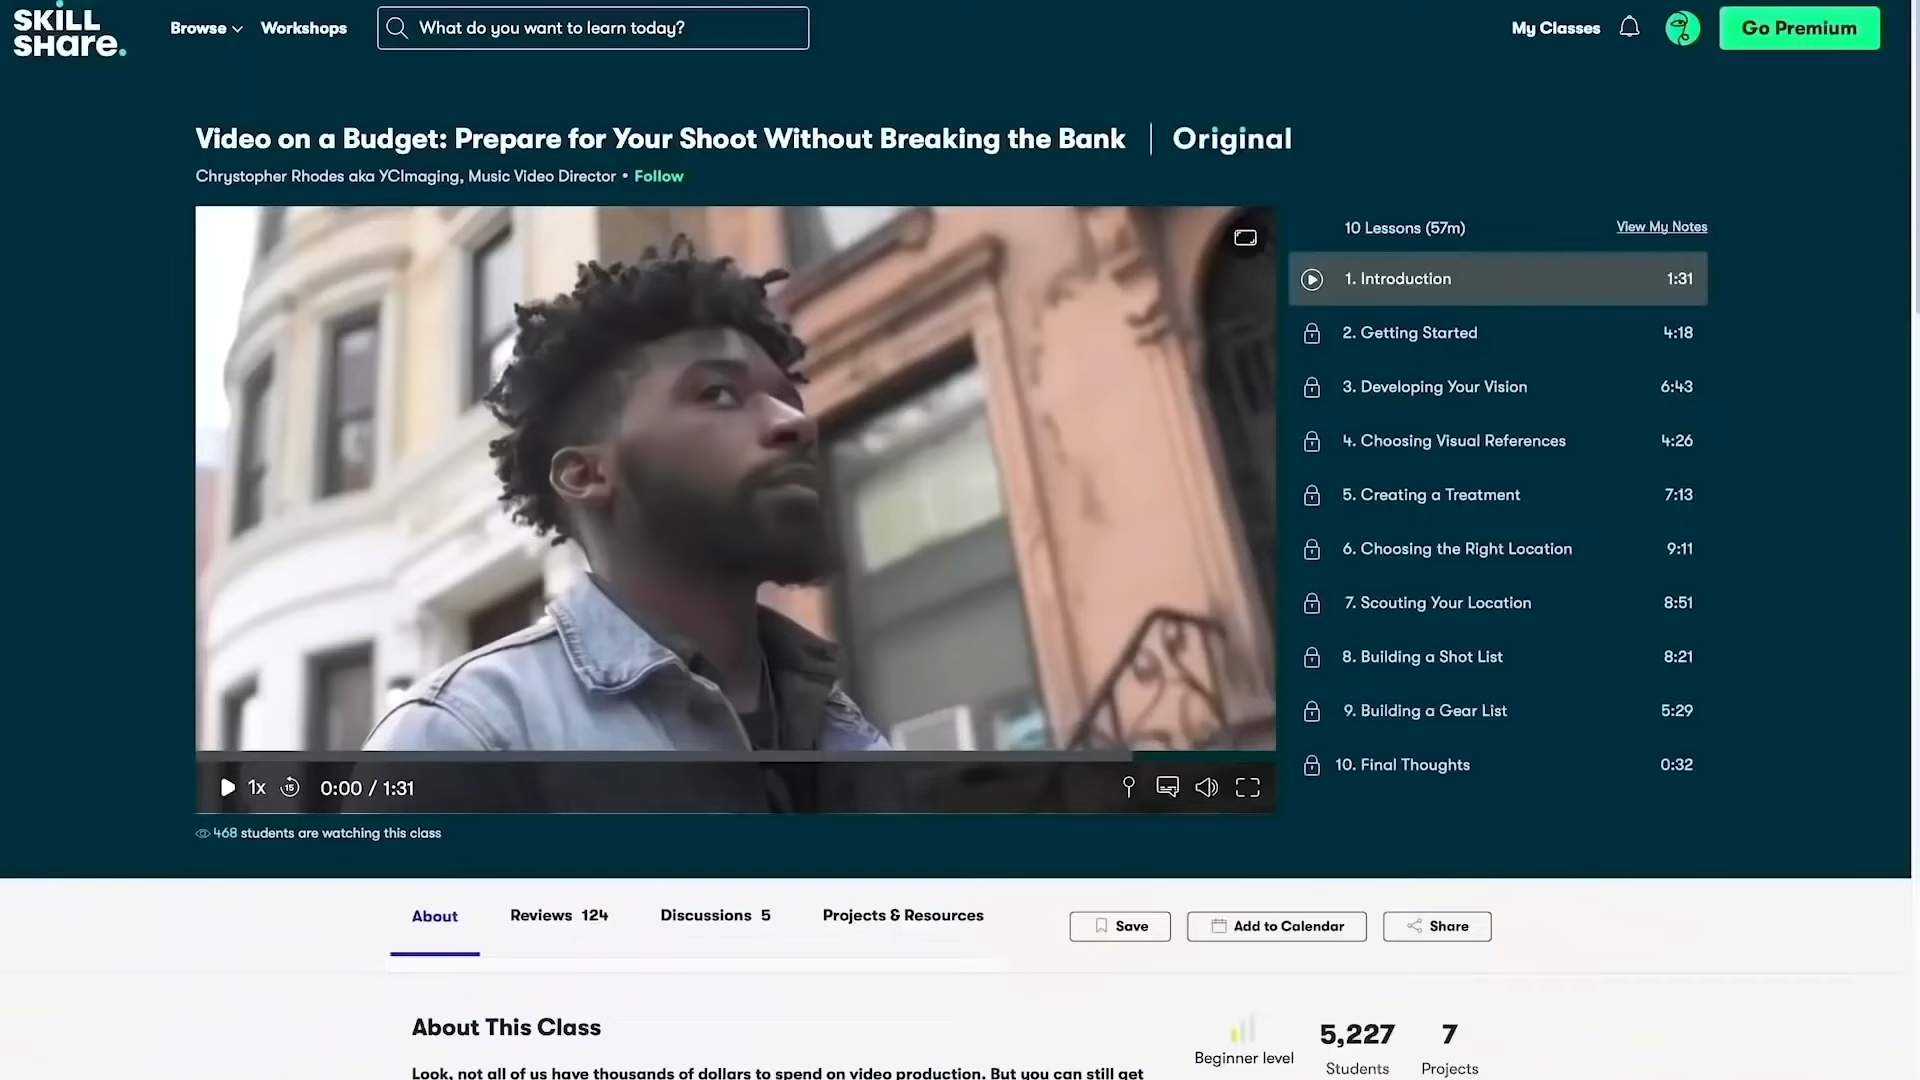 SKILL
SHARE.
Browse
Workshops
What do you want to learn today?
My Classes
Go Premium
Video on a Budget: Prepare for Your Shoot Without Breaking the Bank | Original
Chrystopher Rhodes aka YCImaging, Music Video Director • Follow
10 Lessons (57m)
View My Notes
1. Introduction 1:31
2. Getting Started 4:18
3. Developing Your Vision 6:43
4. Choosing Visual References 4:26
5. Creating a Treatment 7:13
6. Choosing the Right Location 9:11
7. Scouting Your Location 8:51
8. Building a Shot List 8:21
9. Building a Gear List 5:29
10. Final Thoughts 0:32
1x 15 0:00 / 1:31
468 students are watching this class
About
Reviews 124
Discussions 5
Projects & Resources
Save
Add to Calendar
Share
About This Class
Look, not all of us have thousands of dollars to spend on video production. But you can still get
Beginner level
5,227
Students
7
Projects